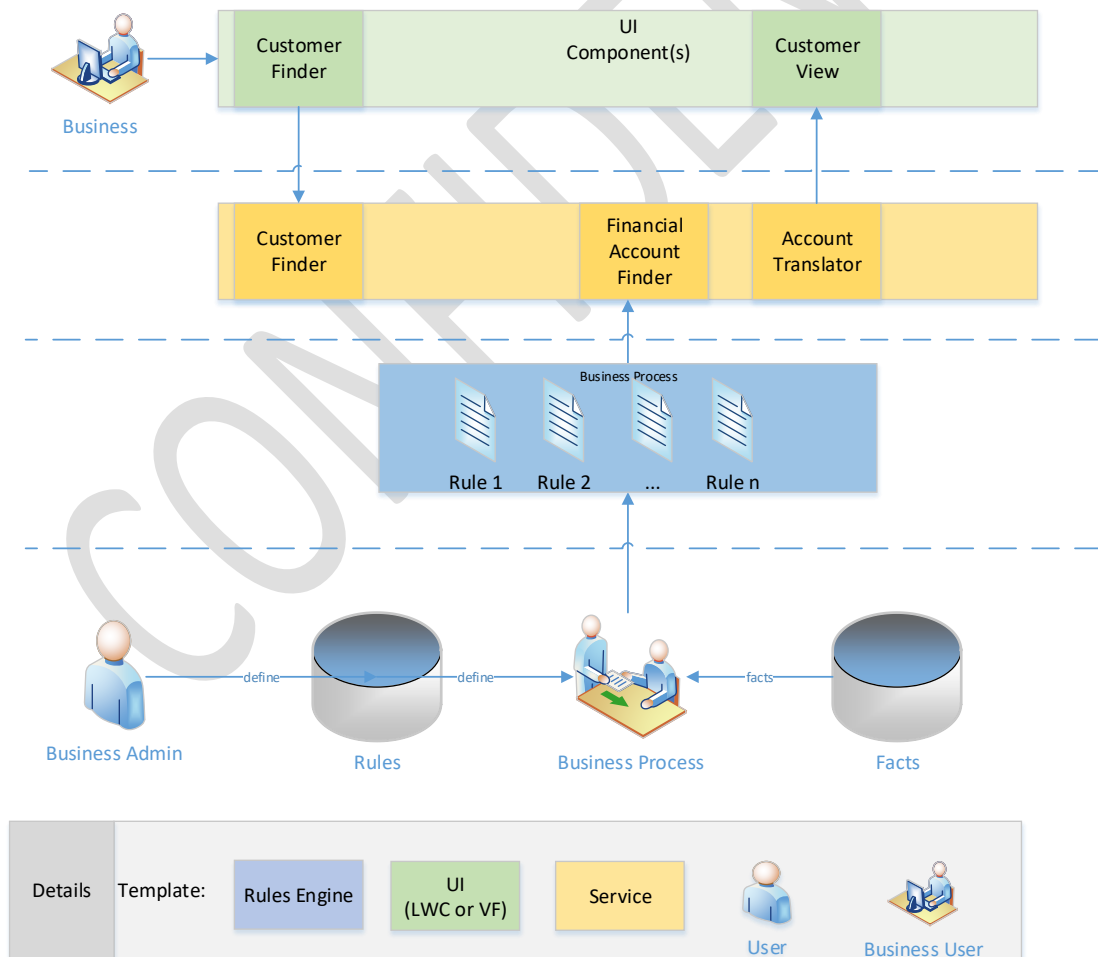 UI
Component(s)
Customer
Finder
Customer
View
Business
Customer
Finder
Financial
Account
Finder
Account
Translator
Business Process
Rule 1
Rule 2
...
Rule n
define
define
facts
Business Admin
Rules
Business Process
Facts
Details
Template:
Rules Engine
UI
(LWC or VF)
Service
User
Business User